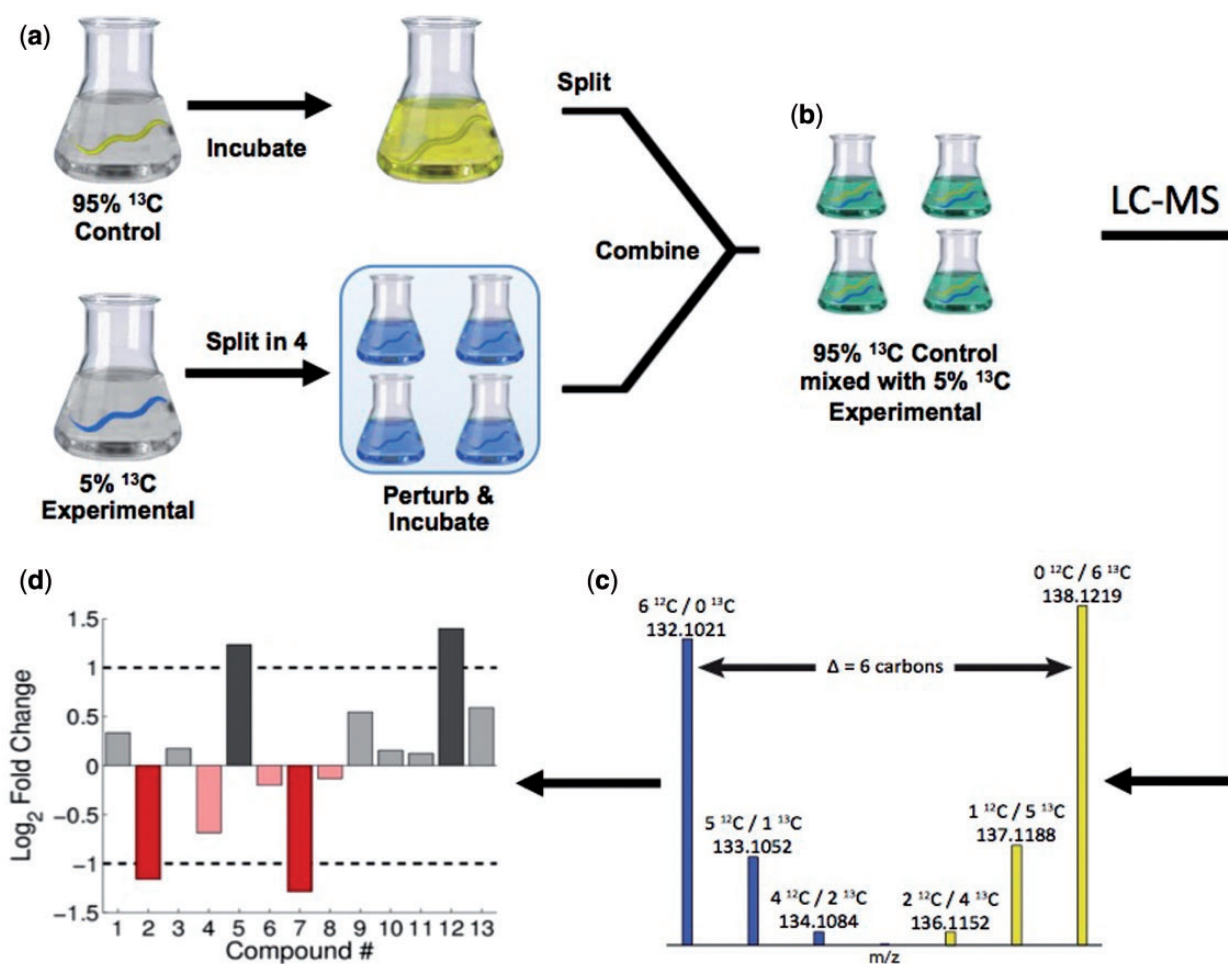 (a)
Incubate
95% ¹³C
Control
Split
Combine
5% ¹³C
Experimental
Split in 4
Perturb &
Incubate
(b)
95% ¹³C Control
mixed with 5% ¹³C
Experimental
LC-MS
(c)
6 ¹²C / 0 ¹³C
132.1021
0 ¹²C / 6 ¹³C
138.1219
Δ = 6 carbons
5 ¹²C / 1 ¹³C
133.1052
4 ¹²C / 2 ¹³C
134.1084
2 ¹²C / 4 ¹³C
136.1152
1 ¹²C / 5 ¹³C
137.1188
m/z
(d)
Log₂ Fold Change
1.5
1
0.5
0
−0.5
−1
−1.5
1 2 3 4 5 6 7 8 9 10 11 12 13
Compound #